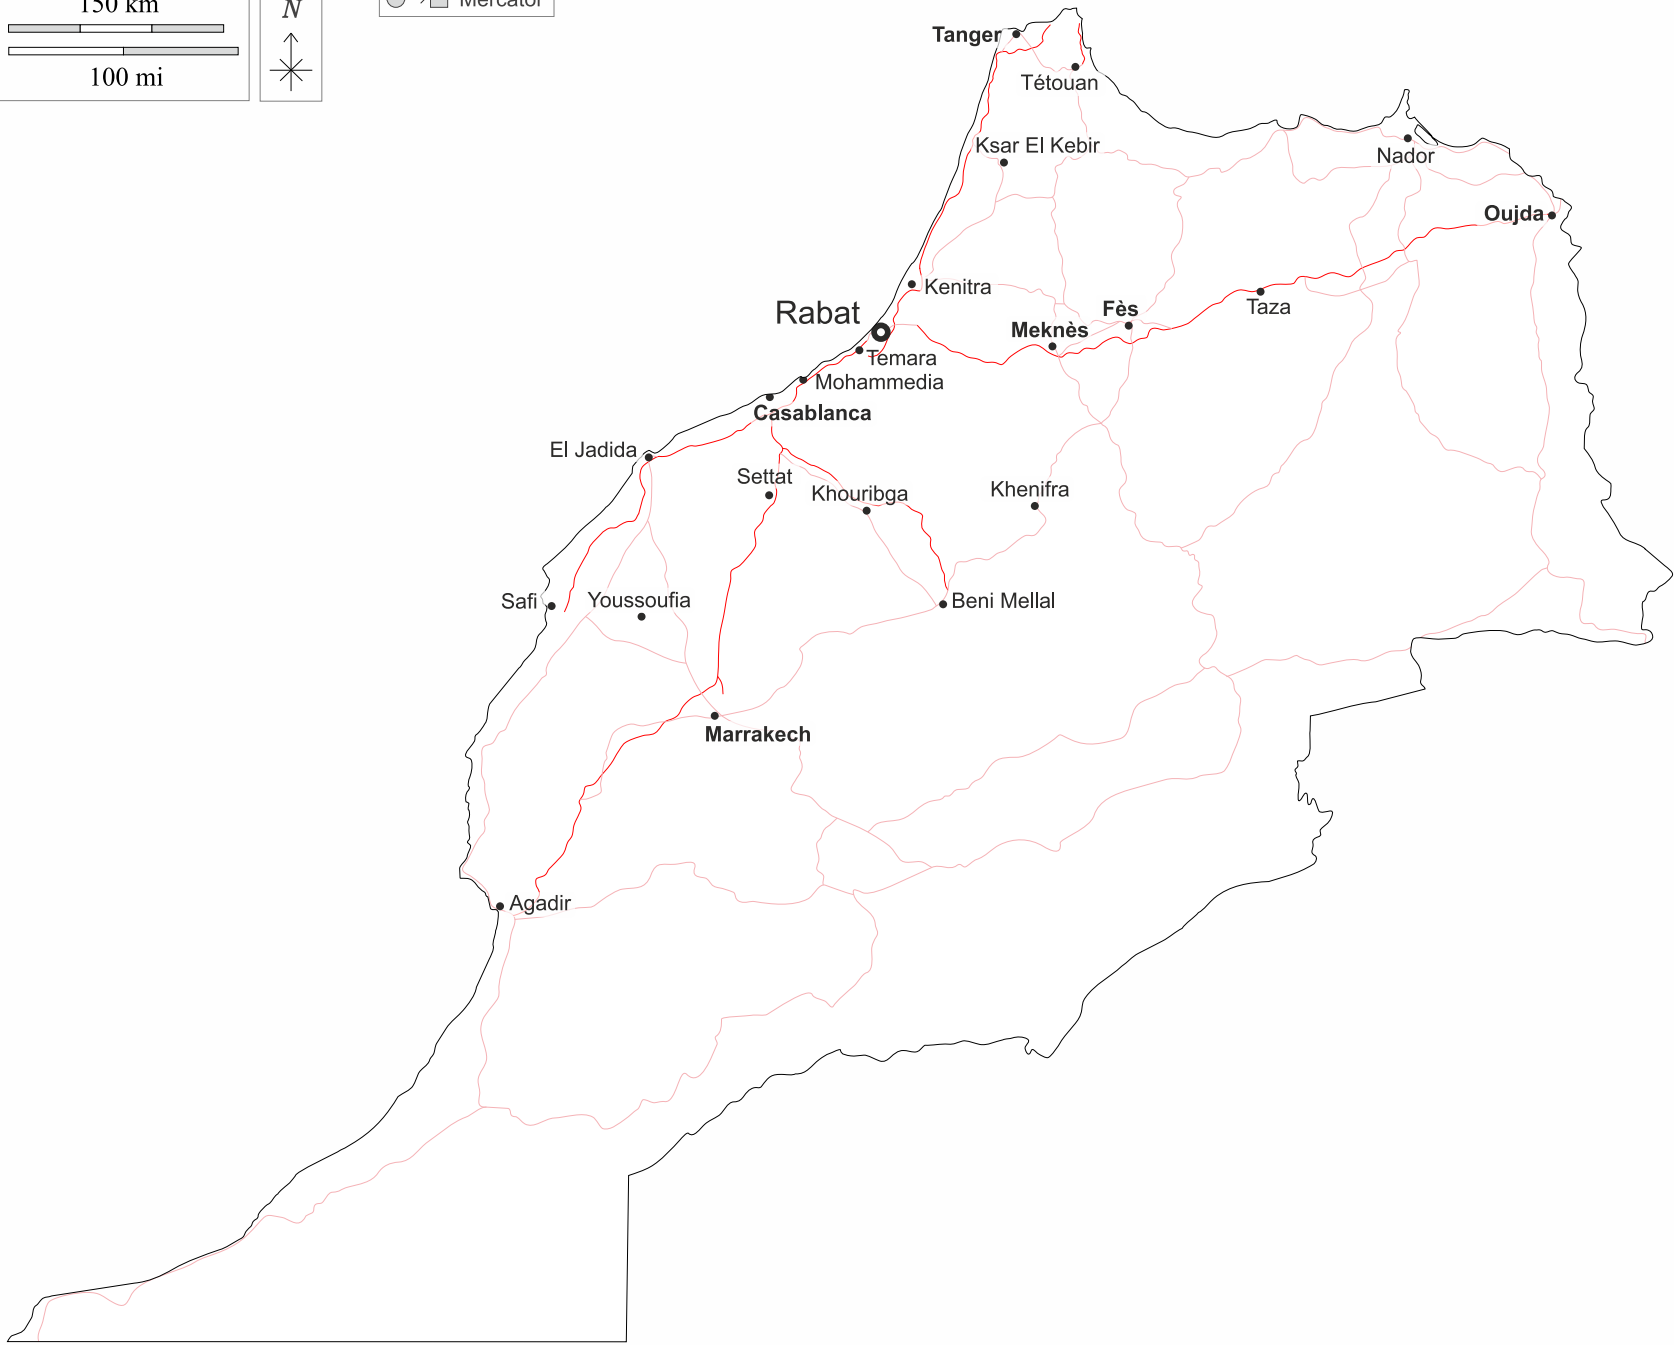 150 km
100 mi
N
Mercator
Tanger
Tétouan
Ksar El Kebir
Nador
Oujda
Kenitra
Rabat
Fès
Meknès
Taza
Temara
Mohammedia
Casablanca
El Jadida
Settat
Khouribga
Khenifra
Safi
Youssoufia
Beni Mellal
Marrakech
Agadir